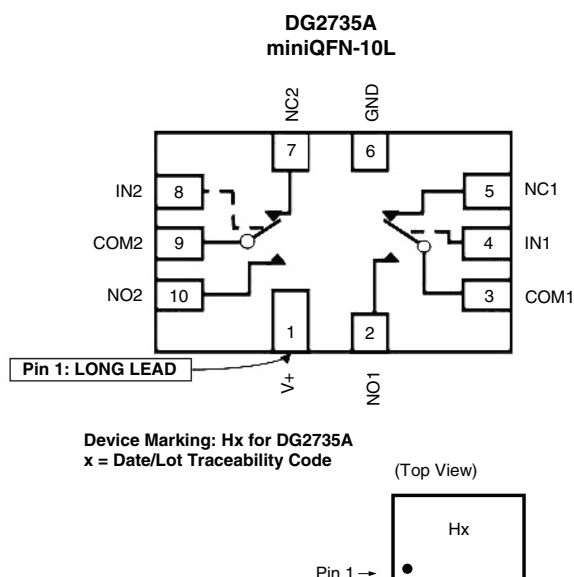 DG2735A
miniQFN-10L
NC2
GND
7
6
IN2
8
5
NC1
COM2
9
4
IN1
NO2
10
3
COM1
1
2
Pin 1: LONG LEAD
V+
NO1
Device Marking: Hx for DG2735A
x = Date/Lot Traceability Code
(Top View)
Hx
Pin 1